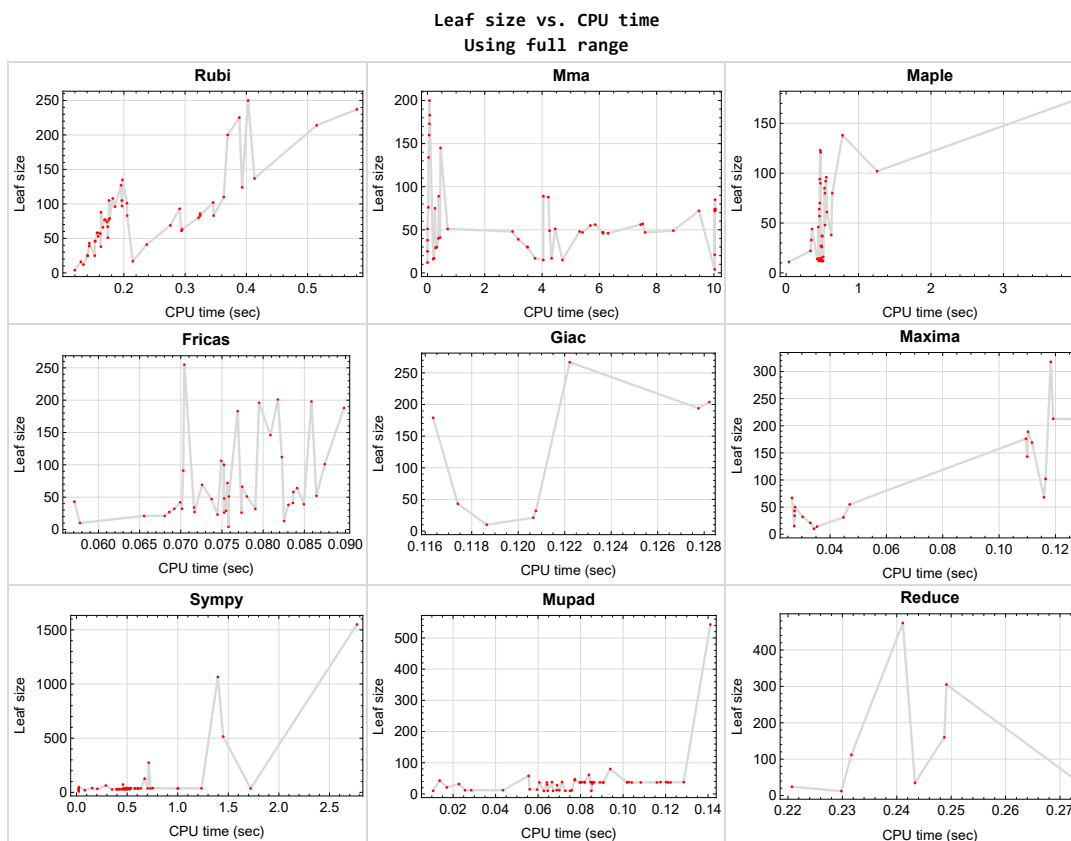 Leaf size vs. CPU time
Using full range
Rubi Mma Maple
Leaf size
250
200
150
100
50
0
0.2 0.3 0.4 0.5
CPU time (sec)
Leaf size
200
150
100
50
0
0 2 4 6 8 10
CPU time (sec)
Leaf size
150
100
50
0
0 1 2 3
CPU time (sec)
Fricas Giac Maxima
Leaf size
250
200
150
100
50
0
0.060 0.065 0.070 0.075 0.080 0.085 0.090
CPU time (sec)
Leaf size
250
200
150
100
50
0
0.116 0.118 0.120 0.122 0.124 0.126 0.128
CPU time (sec)
Leaf size
300
250
200
150
100
50
0
0.04 0.06 0.08 0.10 0.12
CPU time (sec)
Sympy Mupad Reduce
Leaf size
1500
1000
500
0
0.0 0.5 1.0 1.5 2.0 2.5
CPU time (sec)
Leaf size
500
400
300
200
100
0
0.02 0.04 0.06 0.08 0.10 0.12 0.14
CPU time (sec)
Leaf size
400
300
200
100
0
0.22 0.23 0.24 0.25 0.26 0.27
CPU time (sec)